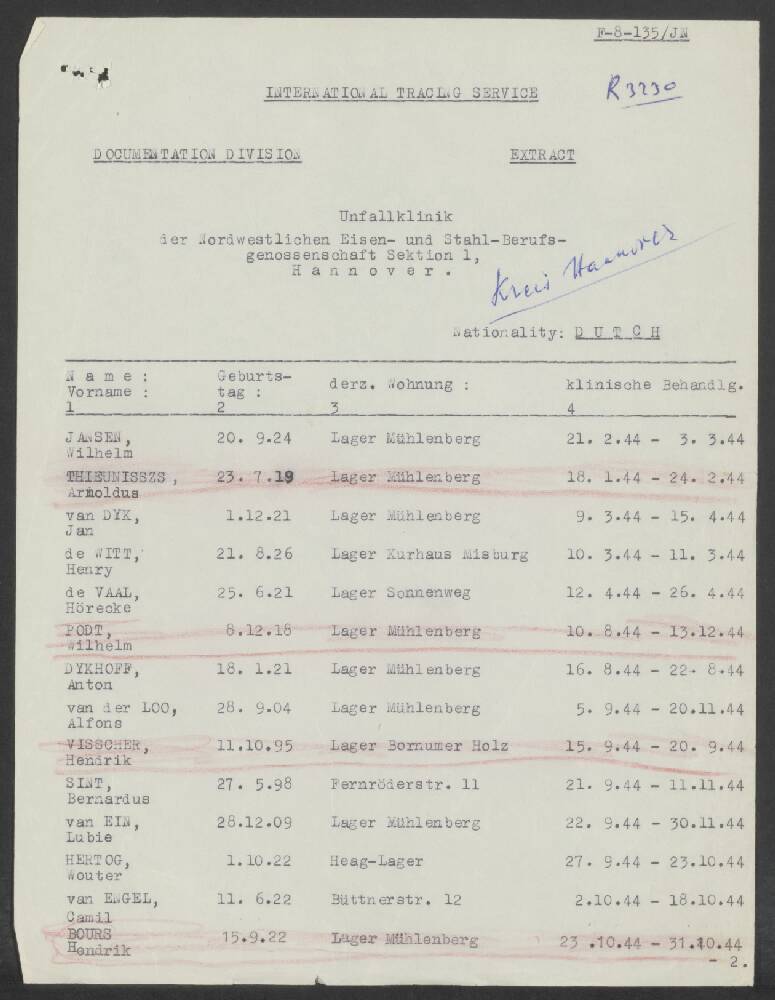 F-8-135/JN
INTERNATIONAL TRACING SERVICE
R 3230
DOCUMENTATION DIVISION EXTRACT
Unfallklinik
der Nordwestlichen Eisen- und Stahl-Berufs-
genossenschaft Sektion 1,
H a n n o v e r .
Kreis Hannover
Nationality: D U T C H
N a m e : Geburts- derz. Wohnung : klinische Behandlg.
Vorname : tag :
1 2 3 4
JANSEN, 20. 9.24 Lager Mühlenberg 21. 2.44 - 3. 3.44
Wilhelm
THIEUNISSZS, 23. 7.19 Lager Mühlenberg 18. 1.44 - 24. 2.44
Arnoldus
van DYK, 1.12.21 Lager Mühlenberg 9. 3.44 - 15. 4.44
Jan
de WITT, 21. 8.26 Lager Kurhaus Misburg 10. 3.44 - 11. 3.44
Henry
de VAAL, 25. 6.21 Lager Sonnenweg 12. 4.44 - 26. 4.44
Hörecke
PODT, 8.12.18 Lager Mühlenberg 10. 8.44 - 13.12.44
Wilhelm
DYKHOFF, 18. 1.21 Lager Mühlenberg 16. 8.44 - 22. 8.44
Anton
van der LOO, 28. 9.04 Lager Mühlenberg 5. 9.44 - 20.11.44
Alfons
VISSCHER, 11.10.95 Lager Bornumer Holz 15. 9.44 - 20. 9.44
Hendrik
SINT, 27. 5.98 Fernröderstr. 11 21. 9.44 - 11.11.44
Bernardus
van EIN, 28.12.09 Lager Mühlenberg 22. 9.44 - 30.11.44
Lubie
HERTOG, 1.10.22 Heag-Lager 27. 9.44 - 23.10.44
Wouter
van ENGEL, 11. 6.22 Büttnerstr. 12 2.10.44 - 18.10.44
Camil
BOURS 15.9.22 Lager Mühlenberg 23 .10.44 - 31.10.44
Hendrik
- 2.